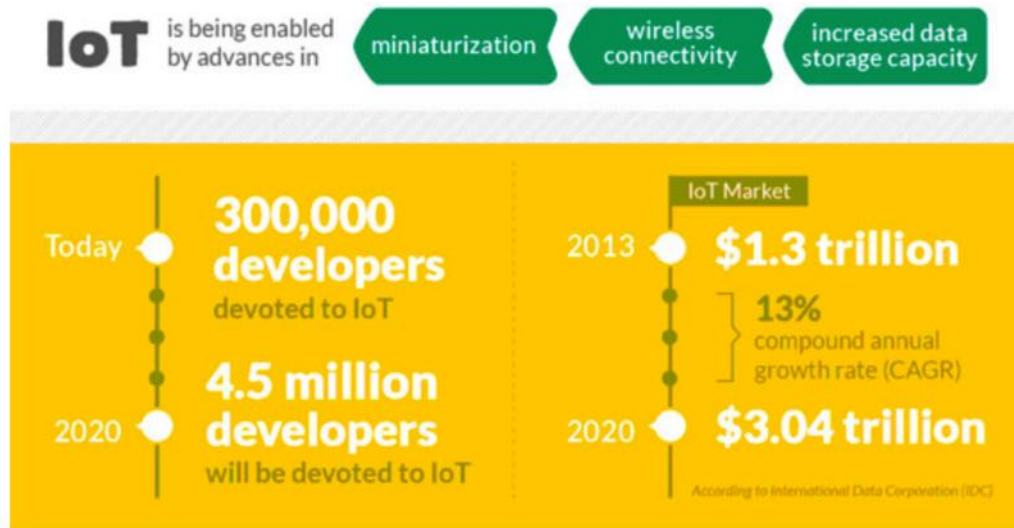 IoT is being enabled
by advances in
miniaturization
wireless
connectivity
increased data
storage capacity
Today
300,000
developers
devoted to IoT
2020
4.5 million
developers
will be devoted to IoT
IoT Market
2013
$1.3 trillion
13%
compound annual
growth rate (CAGR)
2020
$3.04 trillion
According to International Data Corporation (IDC)